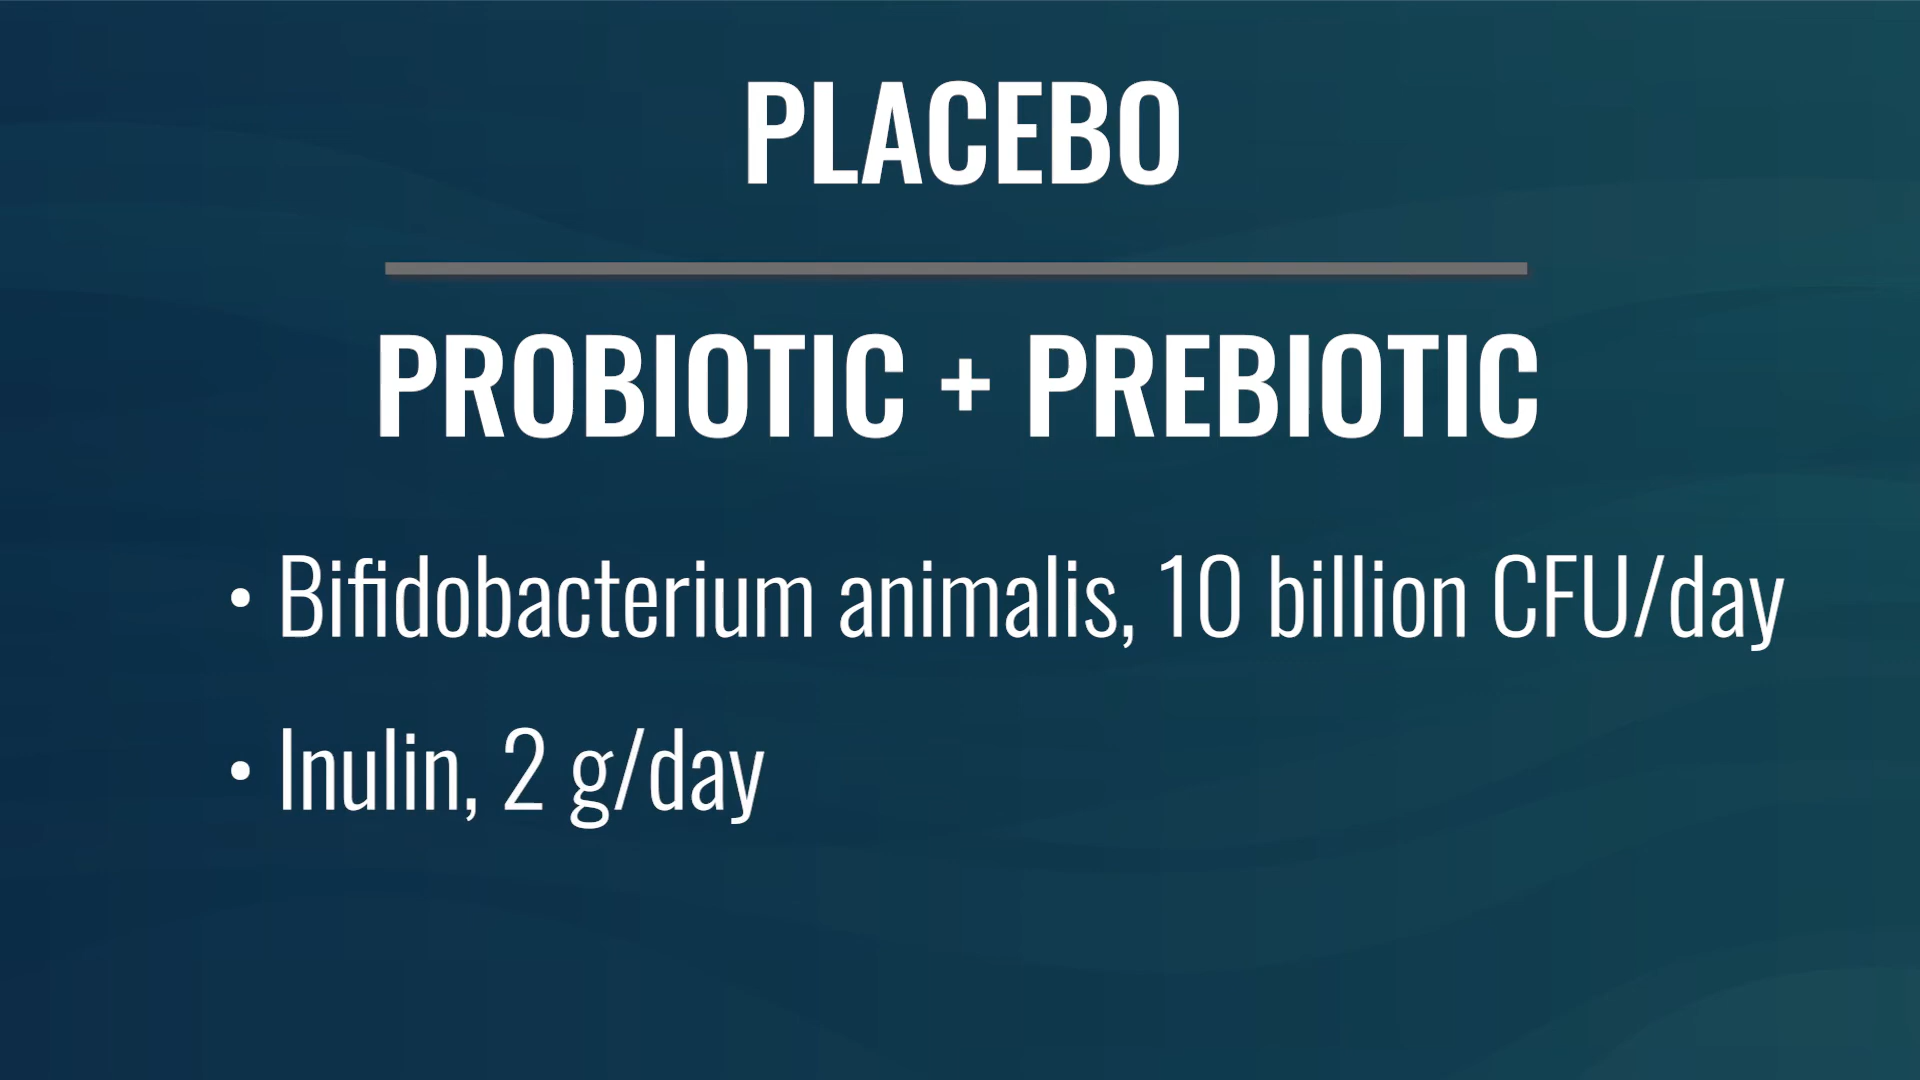 PLACEBO
PROBIOTIC + PREBIOTIC
• Bifidobacterium animalis, 10 billion CFU/day
• Inulin, 2 g/day